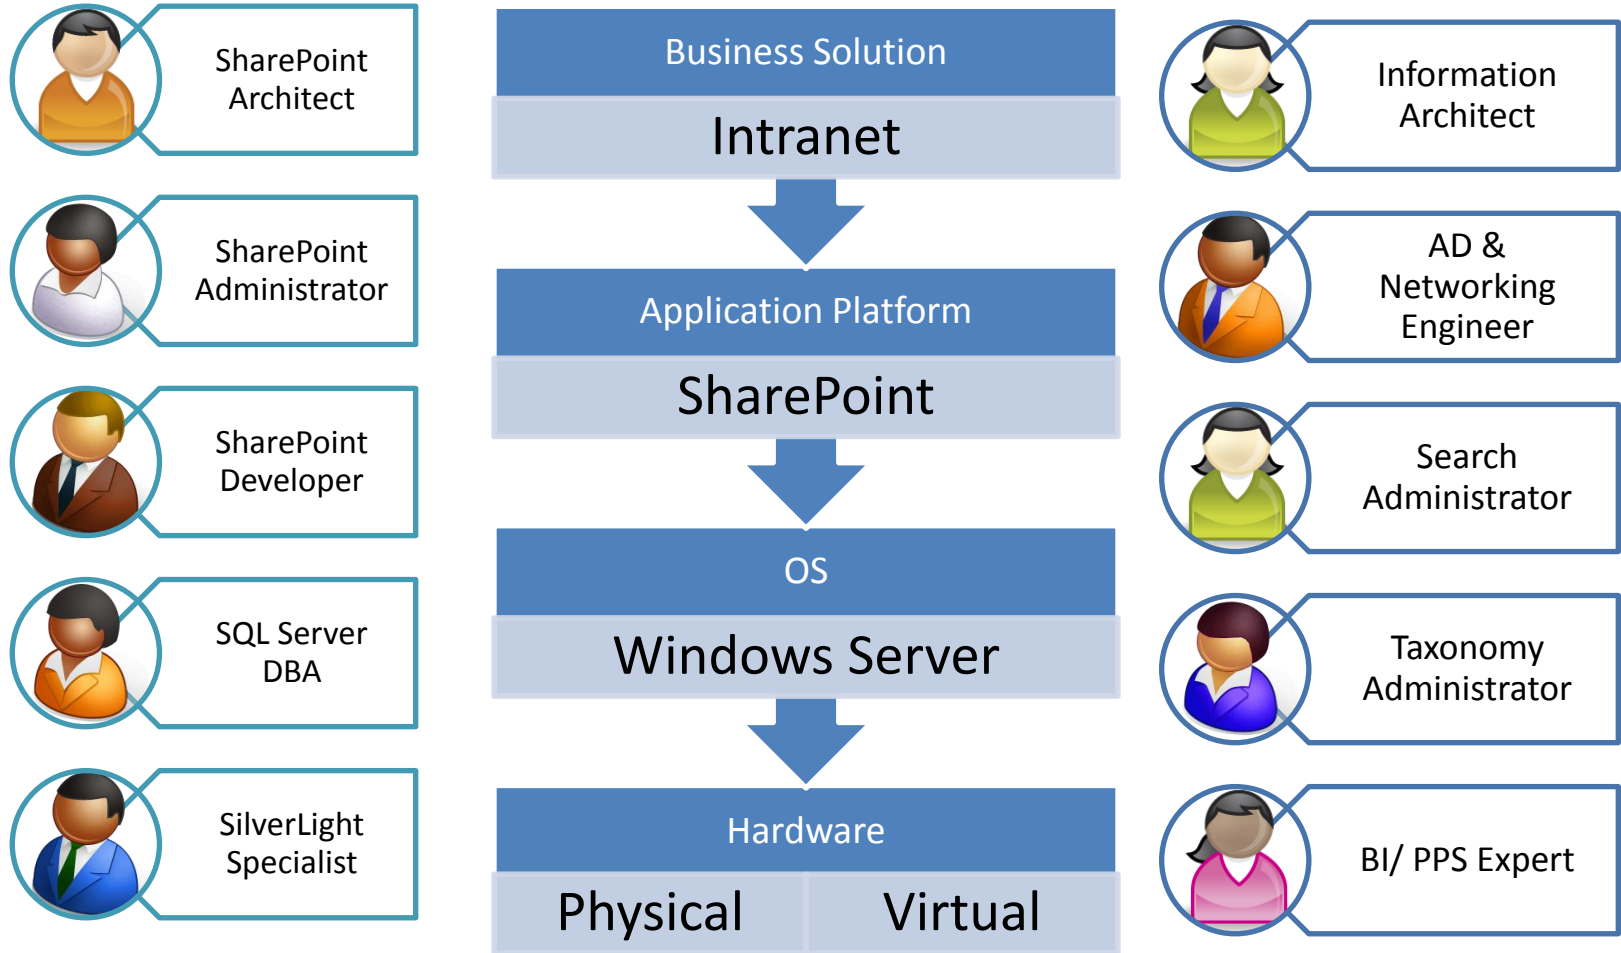 SharePoint
Architect
SharePoint
Administrator
SharePoint
Developer
SQL Server
DBA
SilverLight
Specialist
Business Solution
Intranet
Application Platform
SharePoint
OS
Windows Server
Hardware
Physical
Virtual
Information
Architect
AD &
Networking
Engineer
Search
Administrator
Taxonomy
Administrator
BI/ PPS Expert